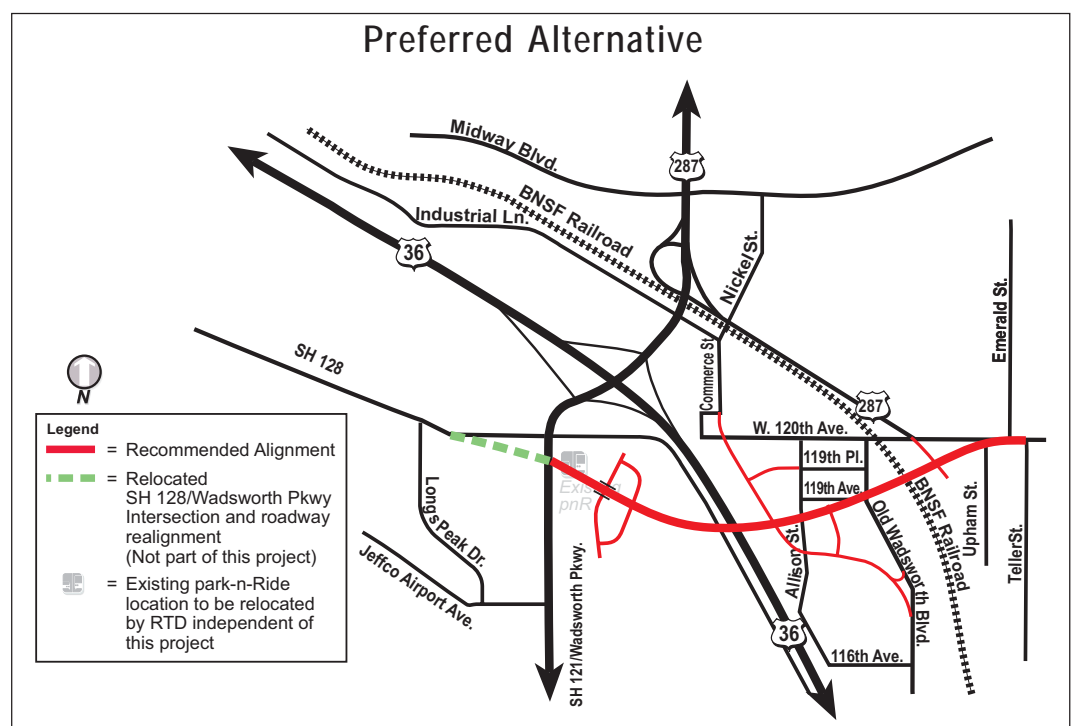 Preferred Alternative
Midway Blvd.
287
BNSF Railroad
Industrial Ln.
36
Nickel St.
Emerald St.
SH 128
Commerce St
287
W. 120th Ave.
N
Legend
= Recommended Alignment
= Relocated
SH 128/Wadsworth Pkwy
Intersection and roadway
realignment
(Not part of this project)
= Existing park-n-Ride
location to be relocated
by RTD independent of
this project
Longs Peak Dr.
Jeffco Airport Ave.
Existing
pnR
SH 121/Wadsworth Pkwy.
119th Pl.
119th Ave.
Allison St.
Old Wadsworth Blvd.
BNSF Railroad
Upham St.
Teller St.
36
116th Ave.